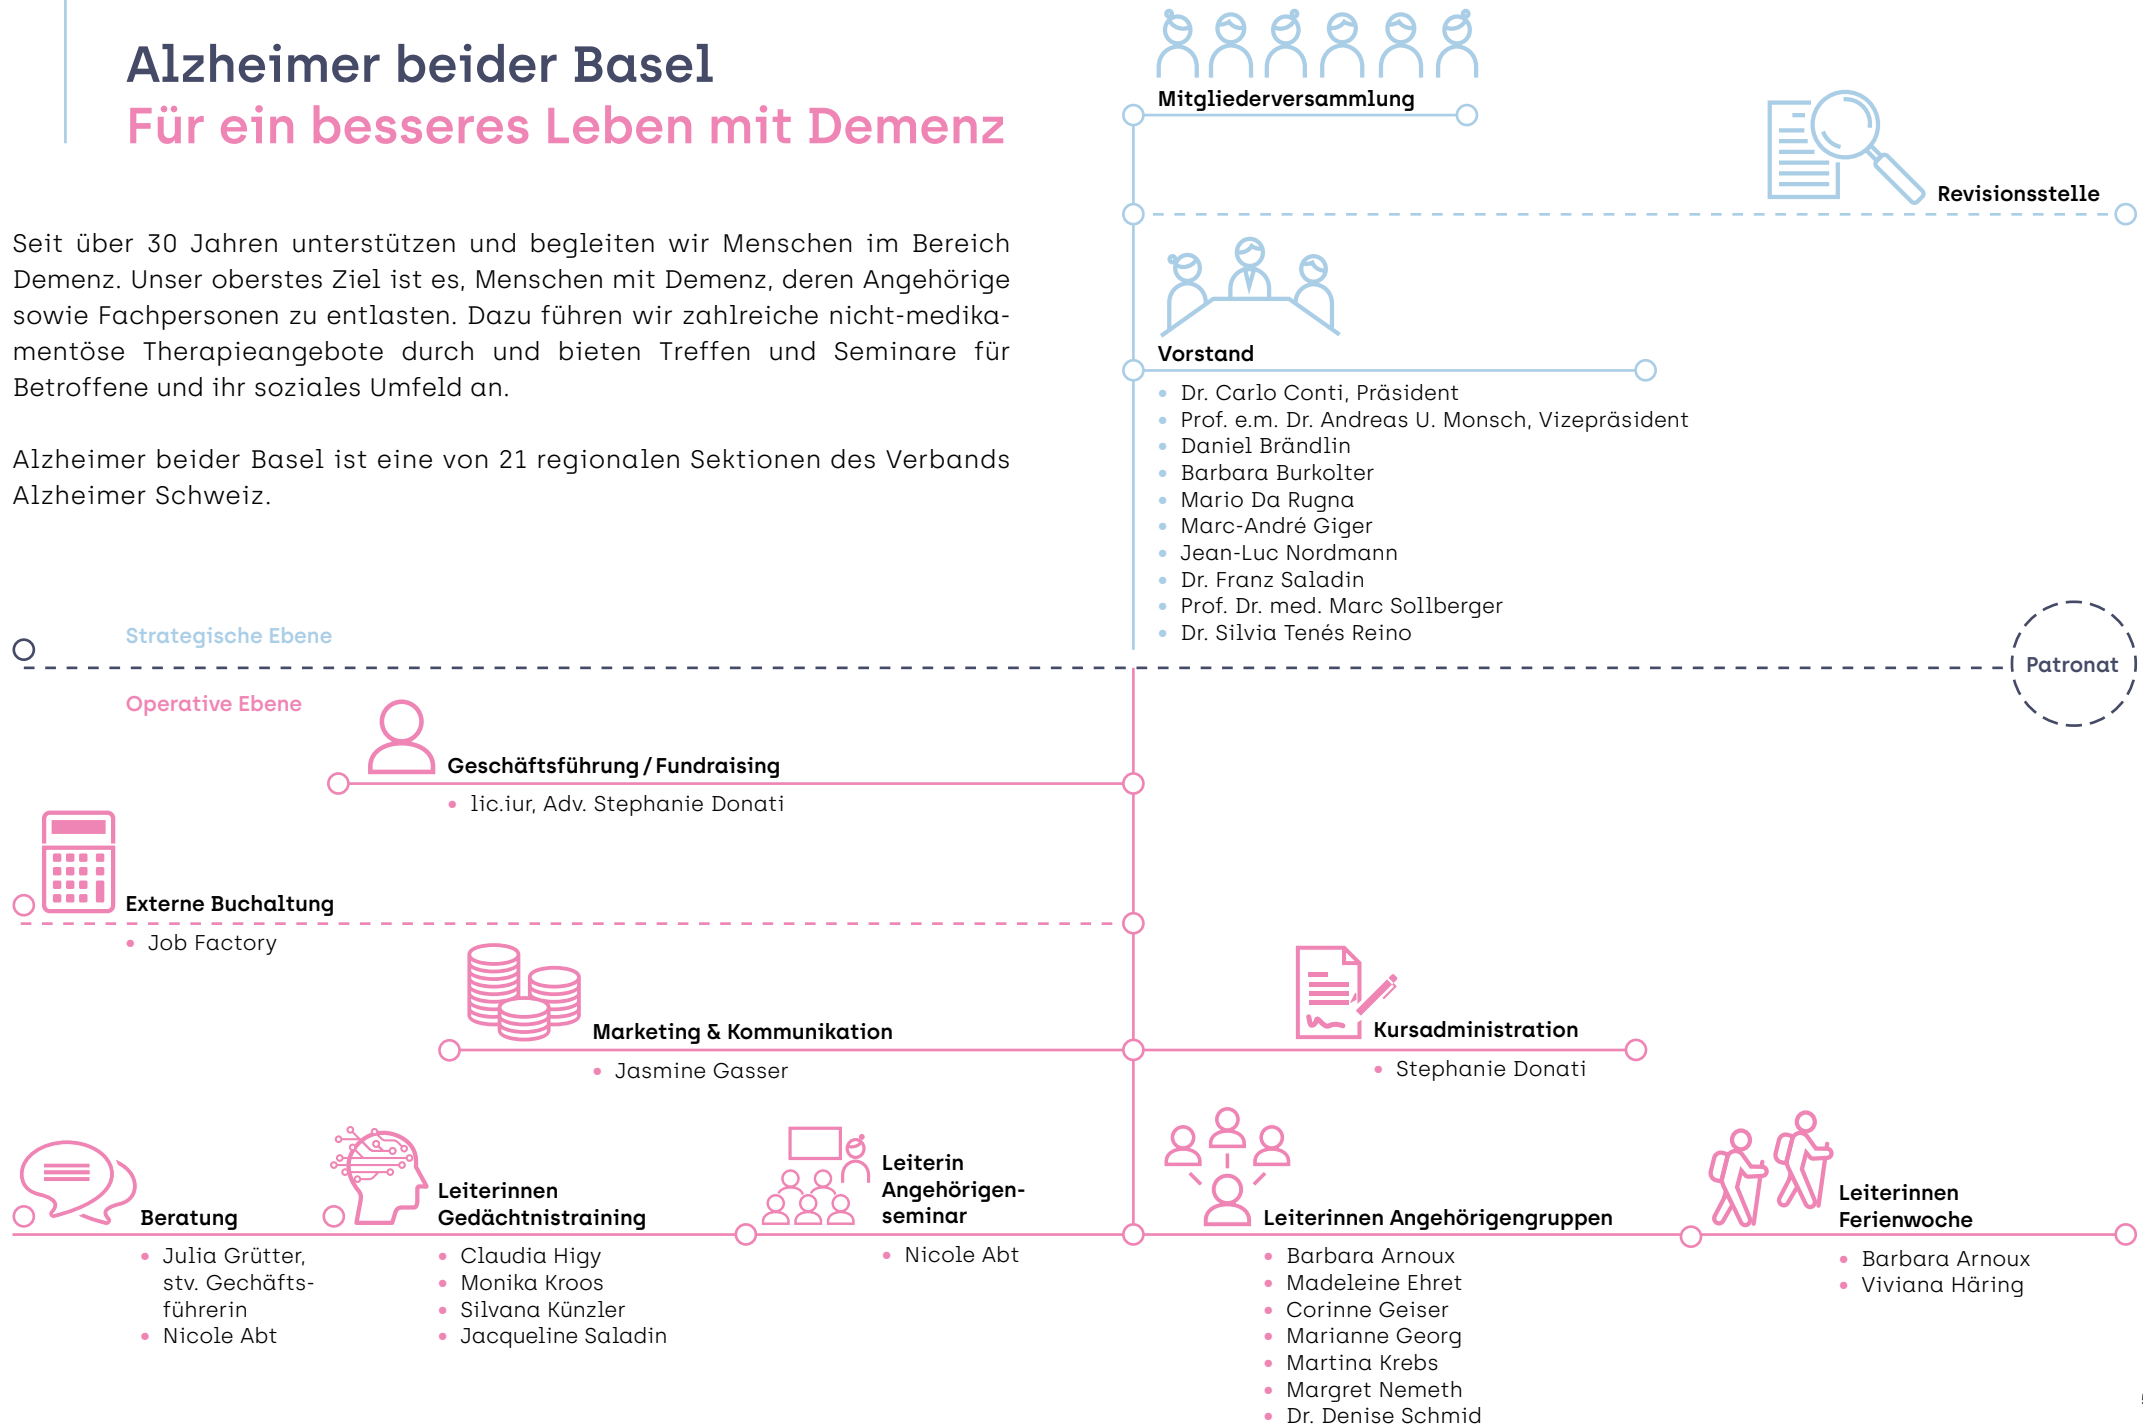 Alzheimer beider Basel
Für ein besseres Leben mit Demenz
Seit über 30 Jahren unterstützen und begleiten wir Menschen im Bereich
Demenz. Unser oberstes Ziel ist es, Menschen mit Demenz, deren Angehörige
sowie Fachpersonen zu entlasten. Dazu führen wir zahlreiche nicht-medika-
mentöse Therapieangebote durch und bieten Treffen und Seminare für
Betroffene und ihr soziales Umfeld an.
Alzheimer beider Basel ist eine von 21 regionalen Sektionen des Verbands
Alzheimer Schweiz.
Mitgliederversammlung
Revisionsstelle
Vorstand
• Dr. Carlo Conti, Präsident
• Prof. e.m. Dr. Andreas U. Monsch, Vizepräsident
• Daniel Brändlin
• Barbara Burkolter
• Mario Da Rugna
• Marc-André Giger
• Jean-Luc Nordmann
• Dr. Franz Saladin
• Prof. Dr. med. Marc Sollberger
• Dr. Silvia Tenés Reino
Strategische Ebene
Patronat
Operative Ebene
Geschäftsführung / Fundraising
• lic.iur, Adv. Stephanie Donati
Externe Buchaltung
• Job Factory
Marketing & Kommunikation
• Jasmine Gasser
Kursadministration
• Stephanie Donati
Beratung
• Julia Grütter,
stv. Gechäfts-
führerin
• Nicole Abt
Leiterinnen
Gedächtnistraining
• Claudia Higy
• Monika Kroos
• Silvana Künzler
• Jacqueline Saladin
Leiterin
Angehörigen-
seminar
• Nicole Abt
Leiterinnen Angehörigengruppen
• Barbara Arnoux
• Madeleine Ehret
• Corinne Geiser
• Marianne Georg
• Martina Krebs
• Margret Nemeth
• Dr. Denise Schmid
Leiterinnen
Ferienwoche
• Barbara Arnoux
• Viviana Häring